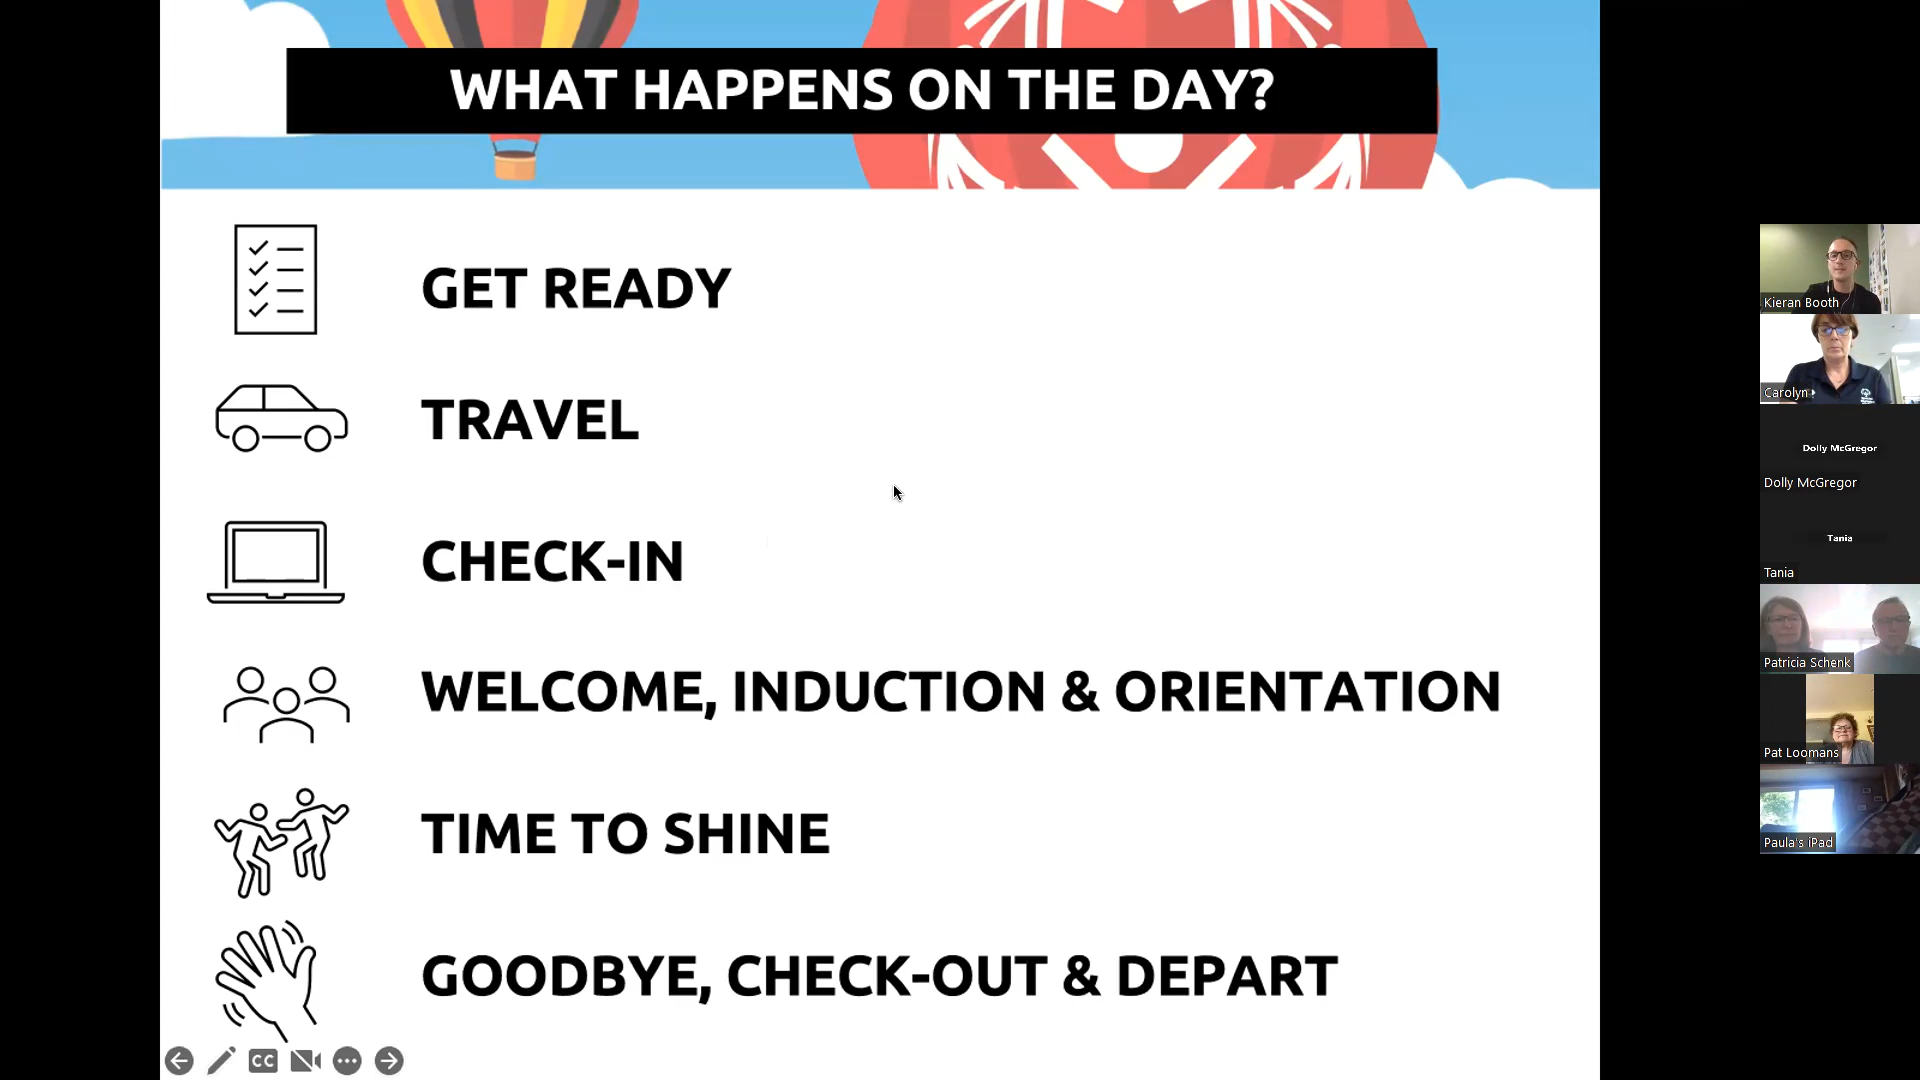 WHAT HAPPENS ON THE DAY?
GET READY
TRAVEL
CHECK-IN
WELCOME, INDUCTION & ORIENTATION
TIME TO SHINE
GOODBYE, CHECK-OUT & DEPART
CC
Kieran Booth
Carolyn
Dolly McGregor
Dolly McGregor
Tania
Tania
Patricia Schenk
Pat Loomans
Paula's iPad